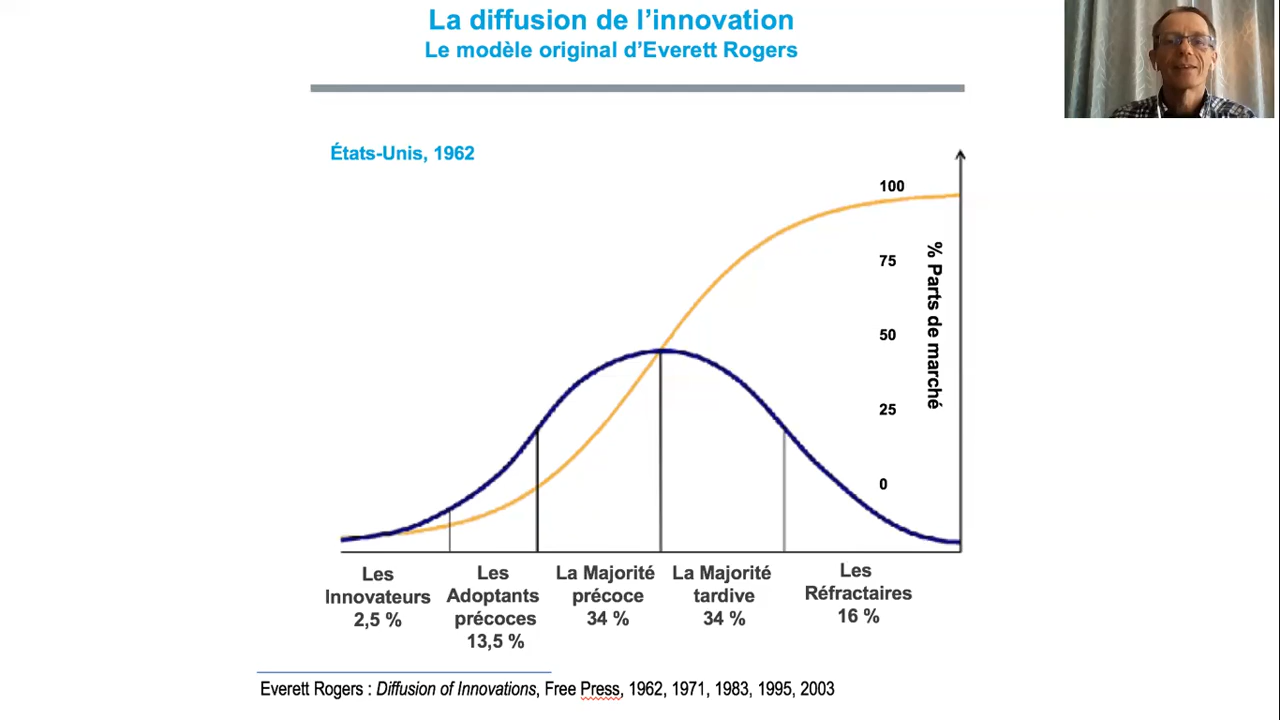 La diffusion de l’innovation
Le modèle original d’Everett Rogers
États-Unis, 1962
100
75
50
25
0
% Parts de marché
Les
Innovateurs
2,5 %
Les
Adoptants
précoces
13,5 %
La Majorité
précoce
34 %
La Majorité
tardive
34 %
Les
Réfractaires
16 %
Everett Rogers : Diffusion of Innovations, Free Press, 1962, 1971, 1983, 1995, 2003